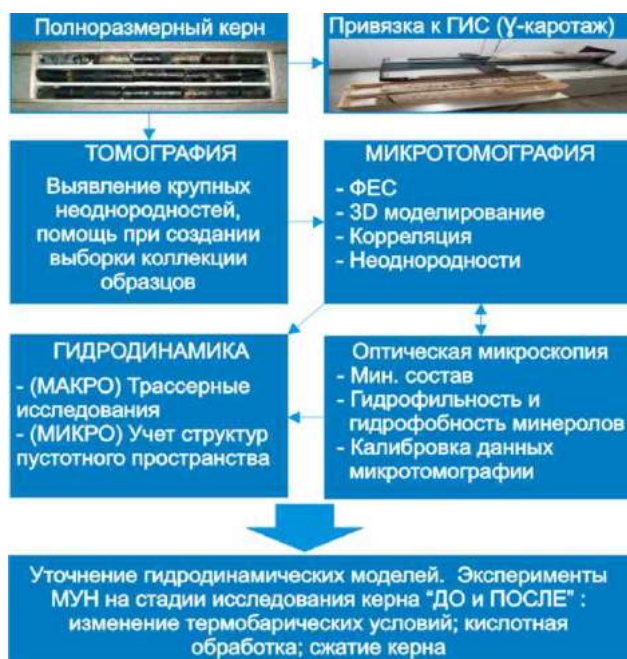 Полноразмерный керн
Привязка к ГИС (Ɣ-каротаж)
ТОМОГРАФИЯ
Выявление крупных
неоднородностей,
помощь при создании
выборки коллекции
образцов
МИКРОТОМОГРАФИЯ
- ФЕС
- 3D моделирование
- Корреляция
- Неоднородности
ГИДРОДИНАМИКА
- (МАКРО) Трассерные
исследования
- (МИКРО) Учет структур
пустотного пространства
Оптическая микроскопия
- Мин. состав
- Гидрофильность и
гидрофобность минеролов
- Калибровка данных
микротомографии
Уточнение гидродинамических моделей. Эксперименты
МУН на стадии исследования керна “ДО и ПОСЛЕ” :
изменение термобарических условий; кислотная
обработка; сжатие керна